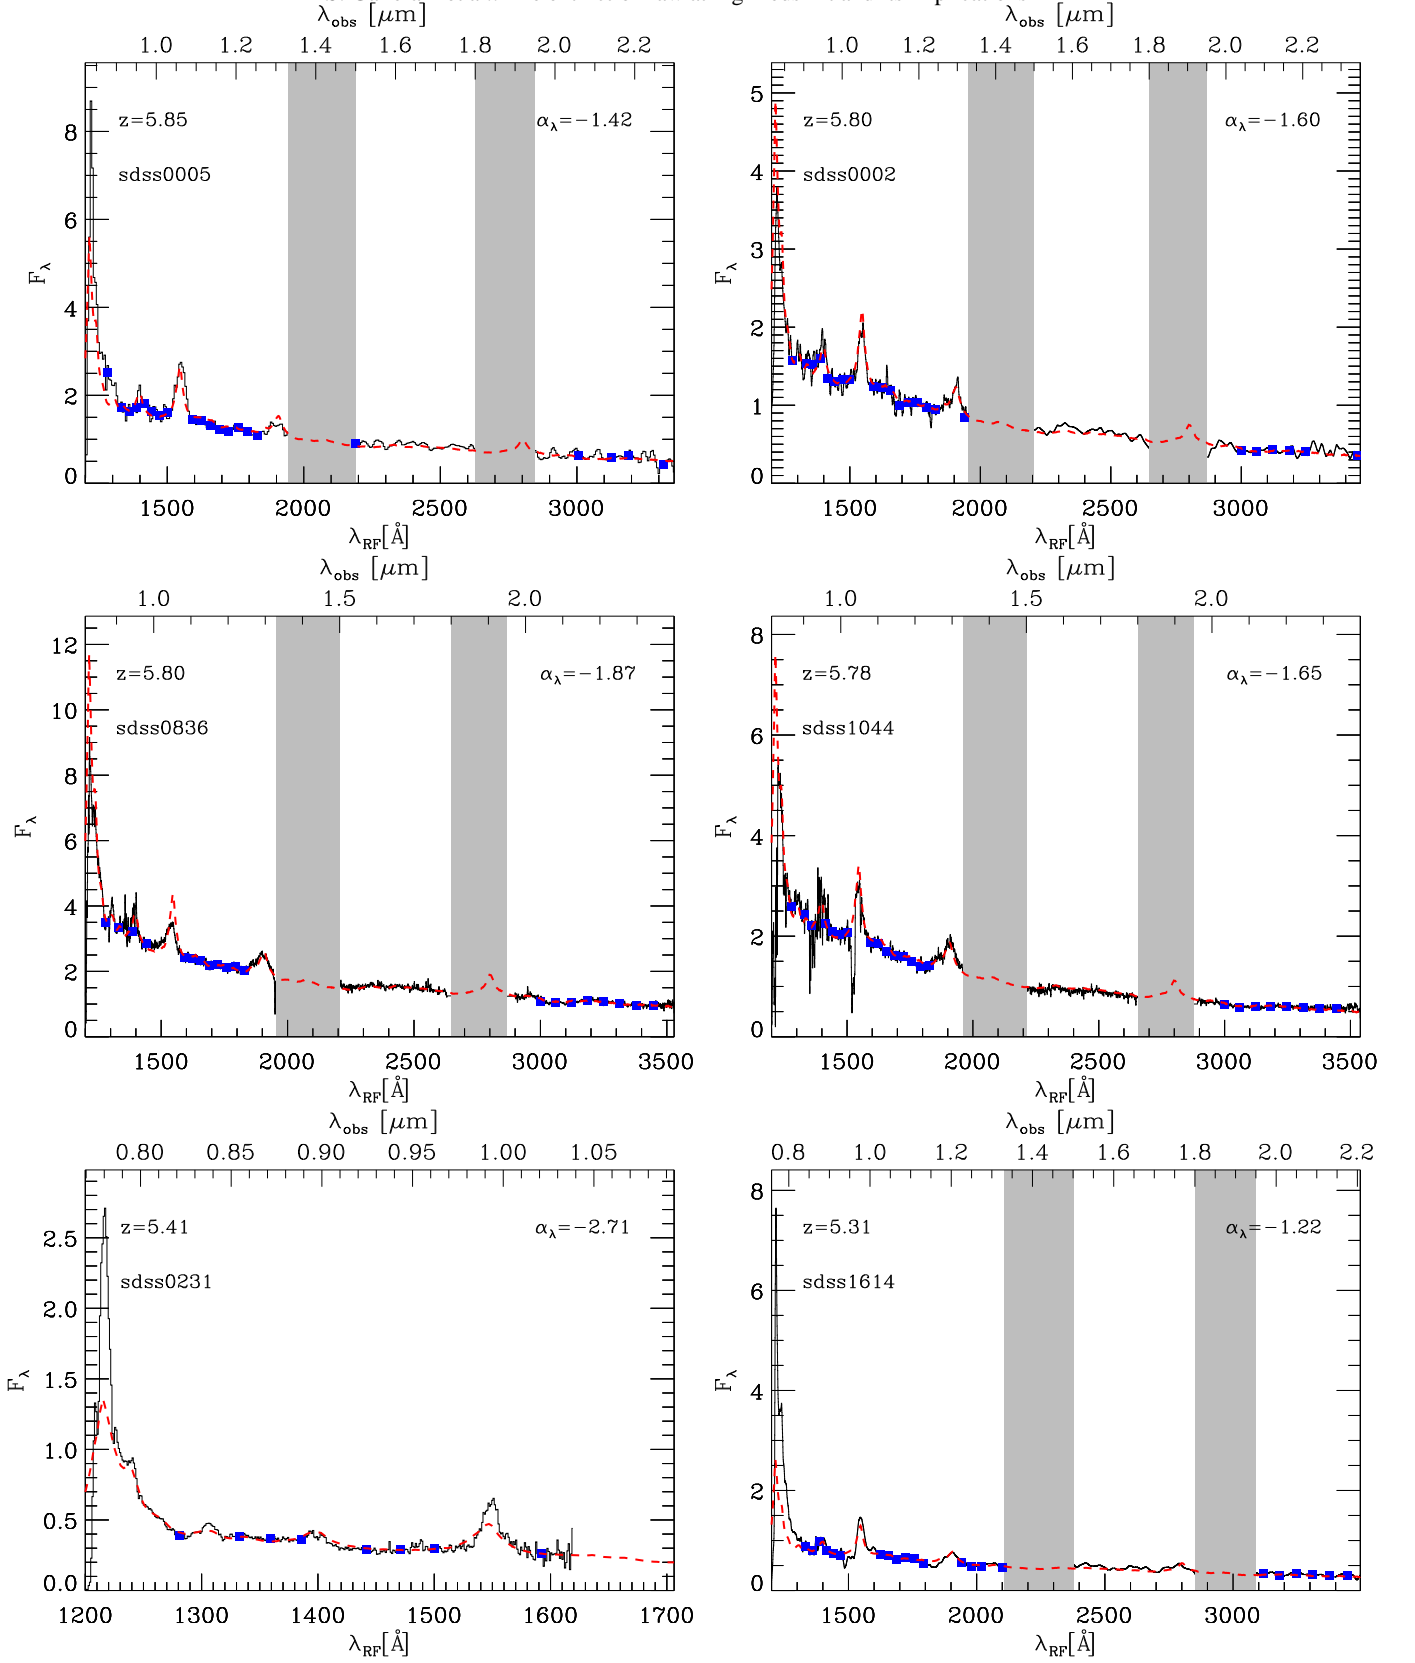 λobs [μm] λobs [μm]
1.0 1.2 1.4 1.6 1.8 2.0 2.2 1.0 1.2 1.4 1.6 1.8 2.0 2.2
z=5.85 αλ=−1.42 z=5.80 αλ=−1.60
sdss0005 sdss0002
Fλ Fλ
8 6 4 2 0 5 4 3 2 1 0
1500 2000 2500 3000 1500 2000 2500 3000
λRF[Å] λRF[Å]
λobs [μm] λobs [μm]
1.0 1.5 2.0 1.0 1.5 2.0
z=5.80 αλ=−1.87 z=5.78 αλ=−1.65
sdss0836 sdss1044
Fλ Fλ
12 10 8 6 4 2 0 8 6 4 2 0
1500 2000 2500 3000 3500 1500 2000 2500 3000 3500
λRF[Å] λRF[Å]
λobs [μm] λobs [μm]
0.80 0.85 0.90 0.95 1.00 1.05 0.8 1.0 1.2 1.4 1.6 1.8 2.0 2.2
z=5.41 αλ=−2.71 z=5.31 αλ=−1.22
sdss0231 sdss1614
Fλ Fλ
2.5 2.0 1.5 1.0 0.5 0.0 8 6 4 2 0
1200 1300 1400 1500 1600 1700 1500 2000 2500 3000
λRF[Å] λRF[Å]